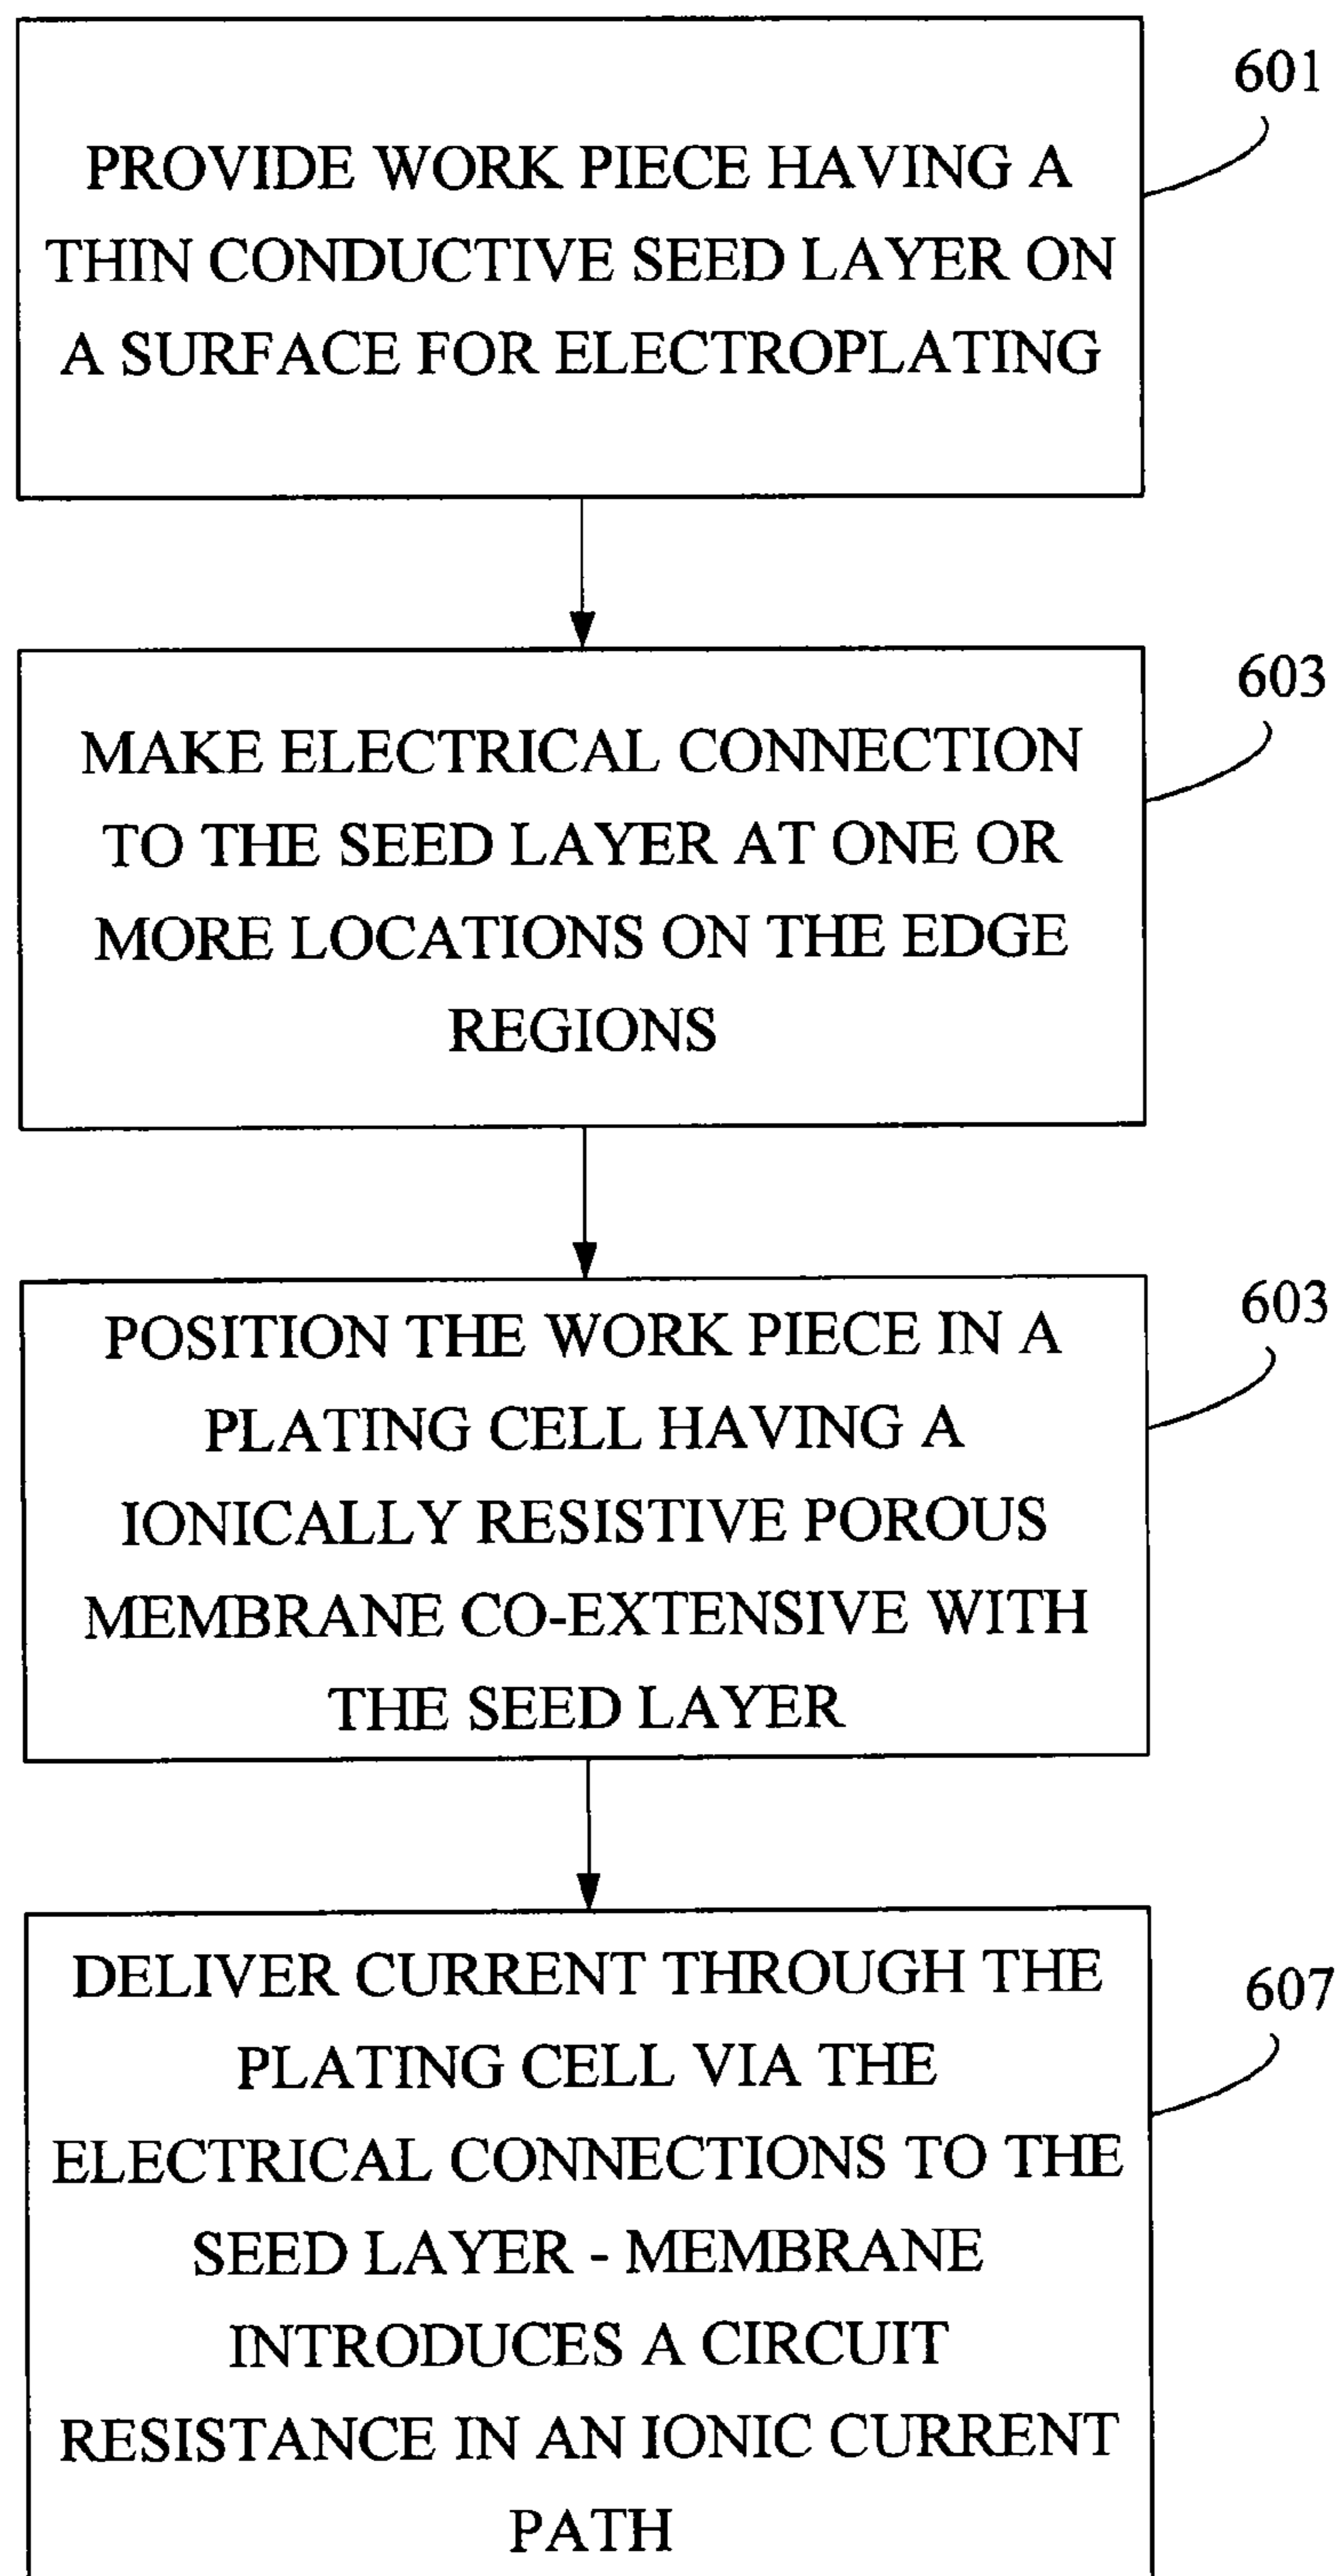 601
PROVIDE WORK PIECE HAVING A
THIN CONDUCTIVE SEED LAYER ON
A SURFACE FOR ELECTROPLATING
603
MAKE ELECTRICAL CONNECTION
TO THE SEED LAYER AT ONE OR
MORE LOCATIONS ON THE EDGE
REGIONS
603
POSITION THE WORK PIECE IN A
PLATING CELL HAVING A
IONICALLY RESISTIVE POROUS
MEMBRANE CO-EXTENSIVE WITH
THE SEED LAYER
607
DELIVER CURRENT THROUGH THE
PLATING CELL VIA THE
ELECTRICAL CONNECTIONS TO THE
SEED LAYER - MEMBRANE
INTRODUCES A CIRCUIT
RESISTANCE IN AN IONIC CURRENT
PATH